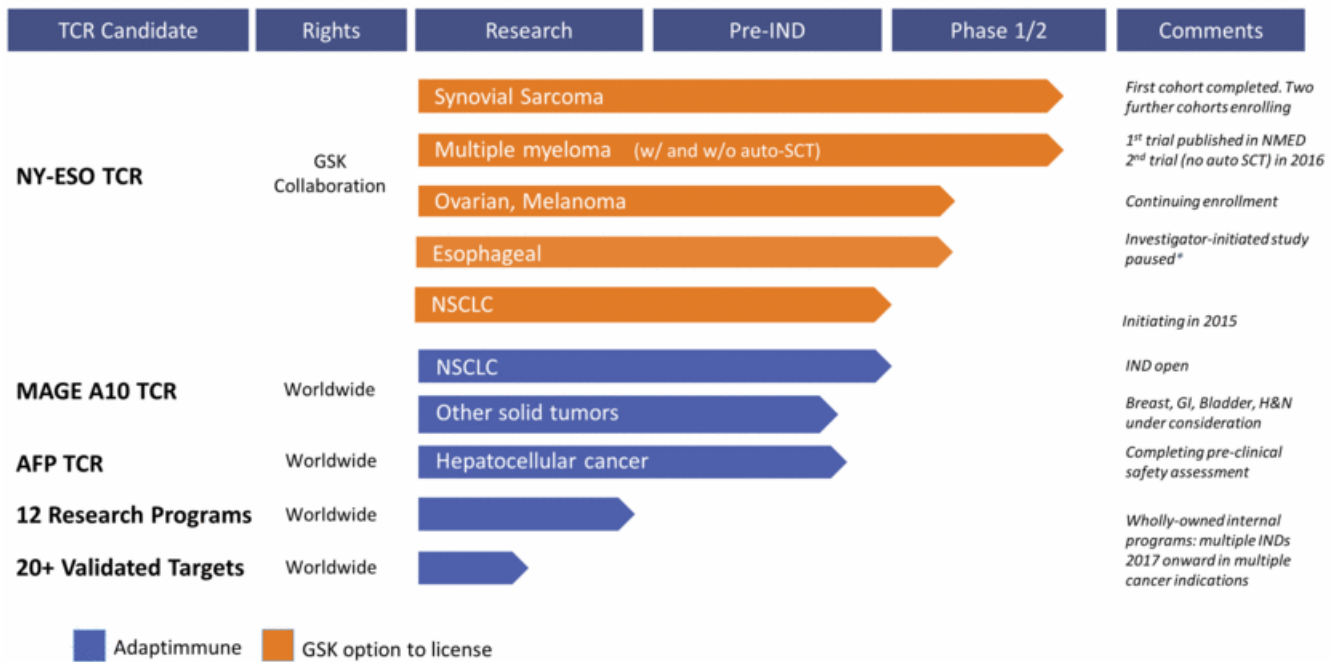 TCR Candidate Rights Research Pre-IND Phase 1/2 Comments
Synovial Sarcoma
First cohort completed. Two
further cohorts enrolling
NY-ESO TCR
GSK
Collaboration
Multiple myeloma (w/ and w/o auto-SCT)
1st trial published in NMED
2nd trial (no auto SCT) in 2016
Ovarian, Melanoma
Continuing enrollment
Esophageal
Investigator-initiated study
paused*
NSCLC
Initiating in 2015
MAGE A10 TCR
Worldwide
NSCLC
IND open
Other solid tumors
Breast, GI, Bladder, H&N
under consideration
AFP TCR
Worldwide
Hepatocellular cancer
Completing pre-clinical
safety assessment
12 Research Programs
Worldwide
20+ Validated Targets
Worldwide
Wholly-owned internal
programs: multiple INDs
2017 onward in multiple
cancer indications
Adaptimmune
GSK option to license